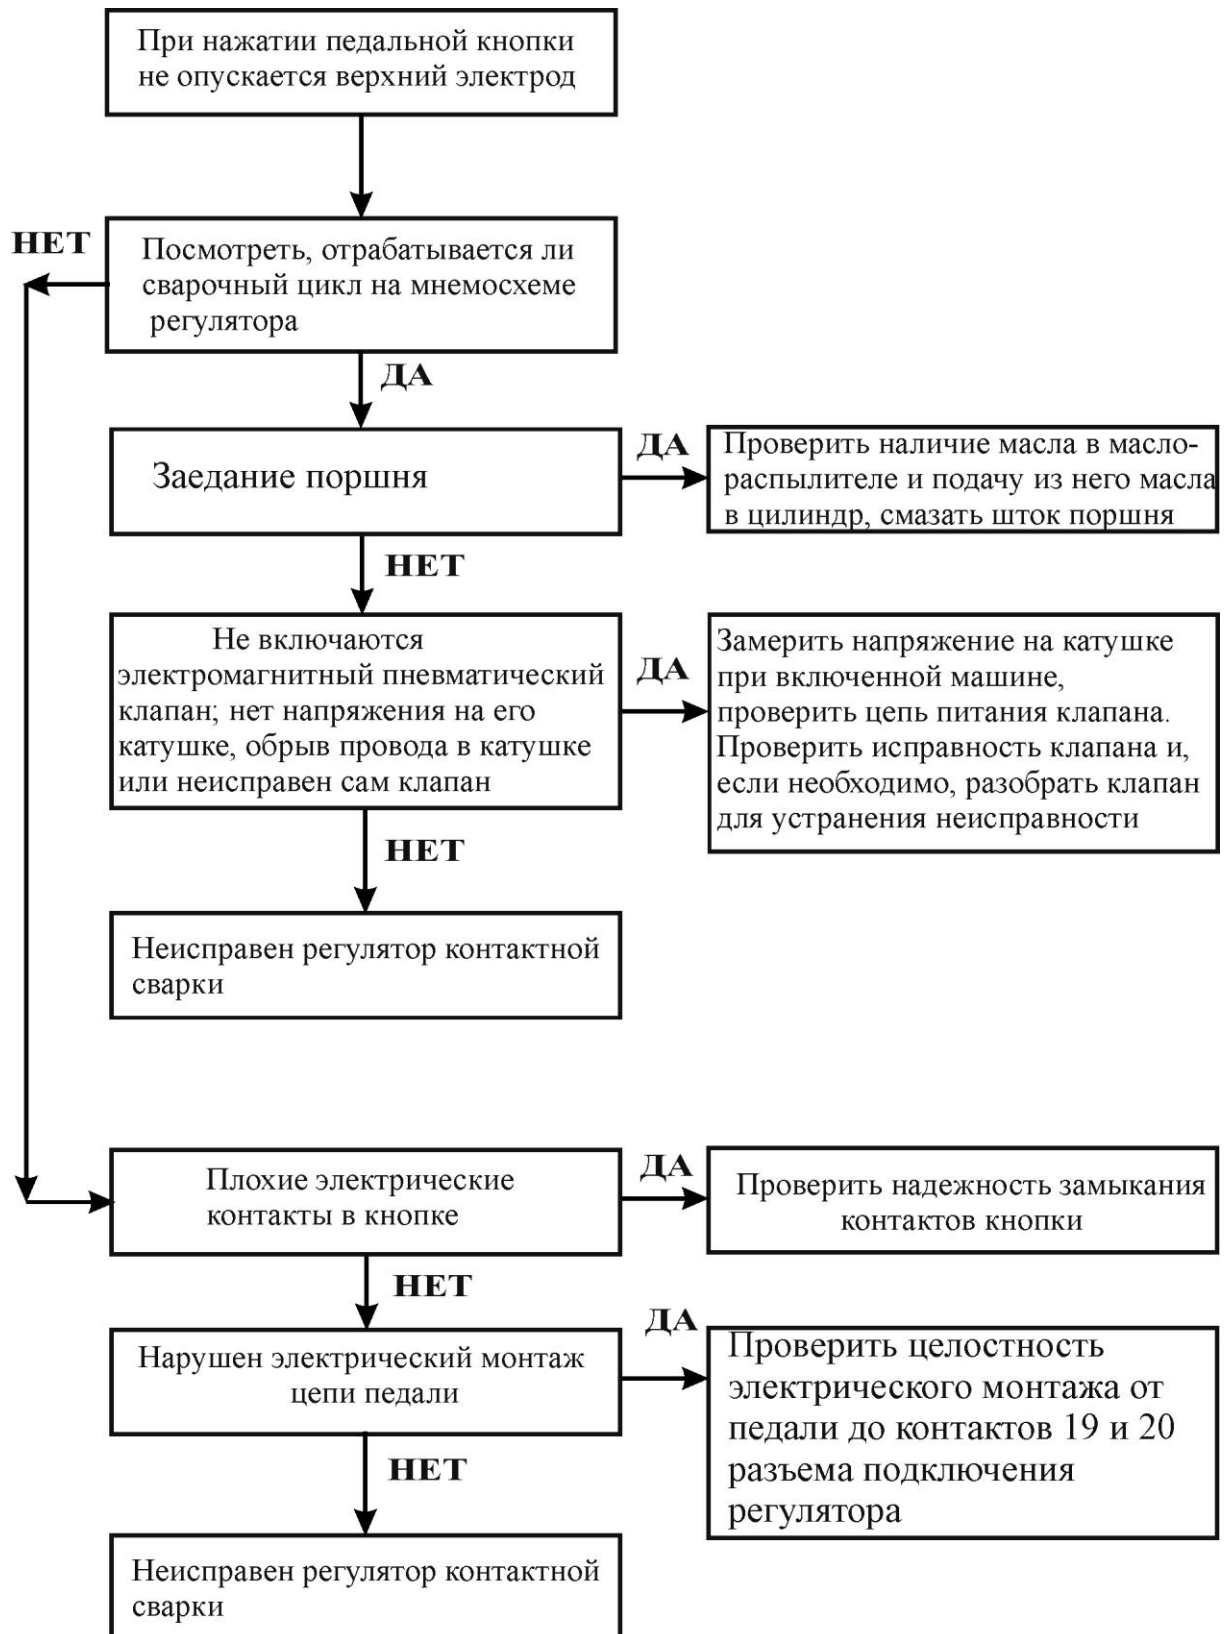 При нажатии педальной кнопки
не опускается верхний электрод
НЕТ
Посмотреть, отрабатывается ли
сварочный цикл на мнемосхеме
регулятора
ДА
Заедание поршня
ДА
Проверить наличие масла в масло-
распылителе и подачу из него масла
в цилиндр, смазать шток поршня
НЕТ
Не включаются
электромагнитный пневматический
клапан; нет напряжения на его
катушке, обрыв провода в катушке
или неисправен сам клапан
ДА
Замерить напряжение на катушке
при включенной машине,
проверить цепь питания клапана.
Проверить исправность клапана и,
если необходимо, разобрать клапан
для устранения неисправности
НЕТ
Неисправен регулятор контактной
сварки
Плохие электрические
контакты в кнопке
ДА
Проверить надежность замыкания
контактов кнопки
НЕТ
Нарушен электрический монтаж
цепи педали
ДА
Проверить целостность
электрического монтажа от
педали до контактов 19 и 20
разъема подключения
регулятора
НЕТ
Неисправен регулятор контактной
сварки